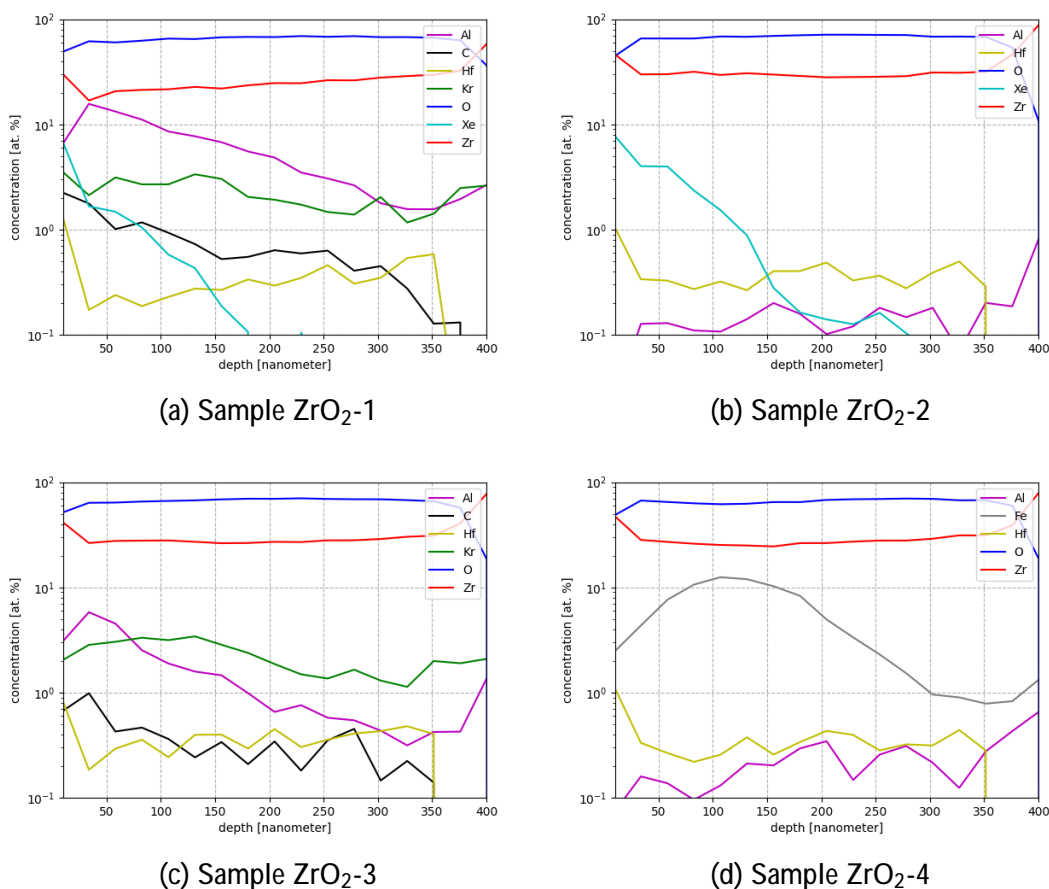 10²
10¹
10⁰
10⁻¹
concentration [at. %]
50
100
150
200
250
300
350
400
depth [nanometer]
Al
C
Hf
Kr
O
Xe
Zr
(a) Sample ZrO₂-1
10²
10¹
10⁰
10⁻¹
concentration [at. %]
50
100
150
200
250
300
350
400
depth [nanometer]
Al
Hf
O
Xe
Zr
(b) Sample ZrO₂-2
10²
10¹
10⁰
10⁻¹
concentration [at. %]
50
100
150
200
250
300
350
400
depth [nanometer]
Al
C
Hf
Kr
O
Zr
(c) Sample ZrO₂-3
10²
10¹
10⁰
10⁻¹
concentration [at. %]
50
100
150
200
250
300
350
400
depth [nanometer]
Al
Fe
Hf
O
Zr
(d) Sample ZrO₂-4